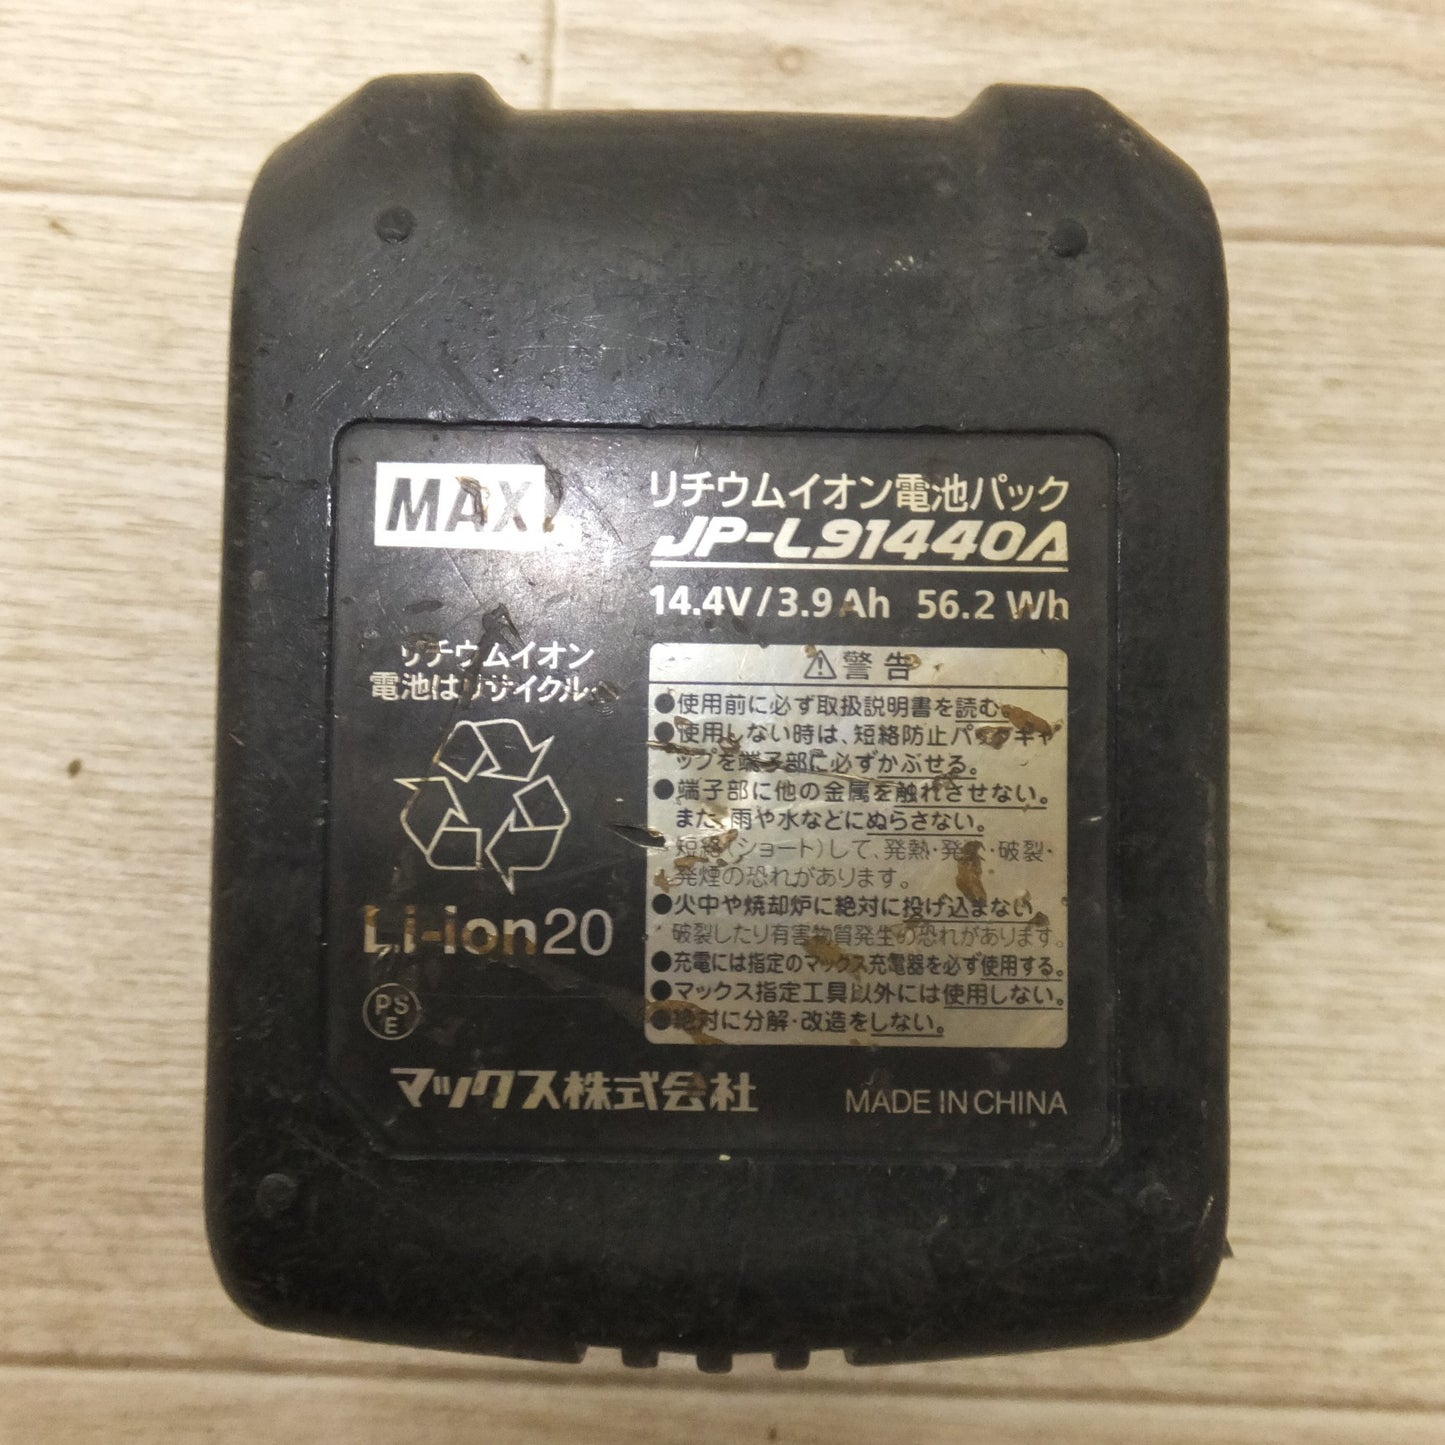 MAX
リチウムイオン電池パック
JP-L91440A
14.4V/3.9Ah 56.2 Wh
リチウムイオン
電池はリサイクルへ
Li-ion20
PS
E
⚠警告
●使用前に必ず取扱説明書を読む。
●使用しない時は、短絡防止パックキャ
ップを端子部に必ずかぶせる。
●端子部に他の金属を触れさせない。
また、雨や水などにぬらさない。
短絡(ショート)して、発熱・発火・破裂・
発煙の恐れがあります。
●火中や焼却炉に絶対に投げ込まない。
破裂したり有害物質発生の恐れがあります。
●充電には指定のマックス充電器を必ず使用する。
●マックス指定工具以外には使用しない。
●絶対に分解・改造をしない。
マックス株式会社
MADE IN CHINA